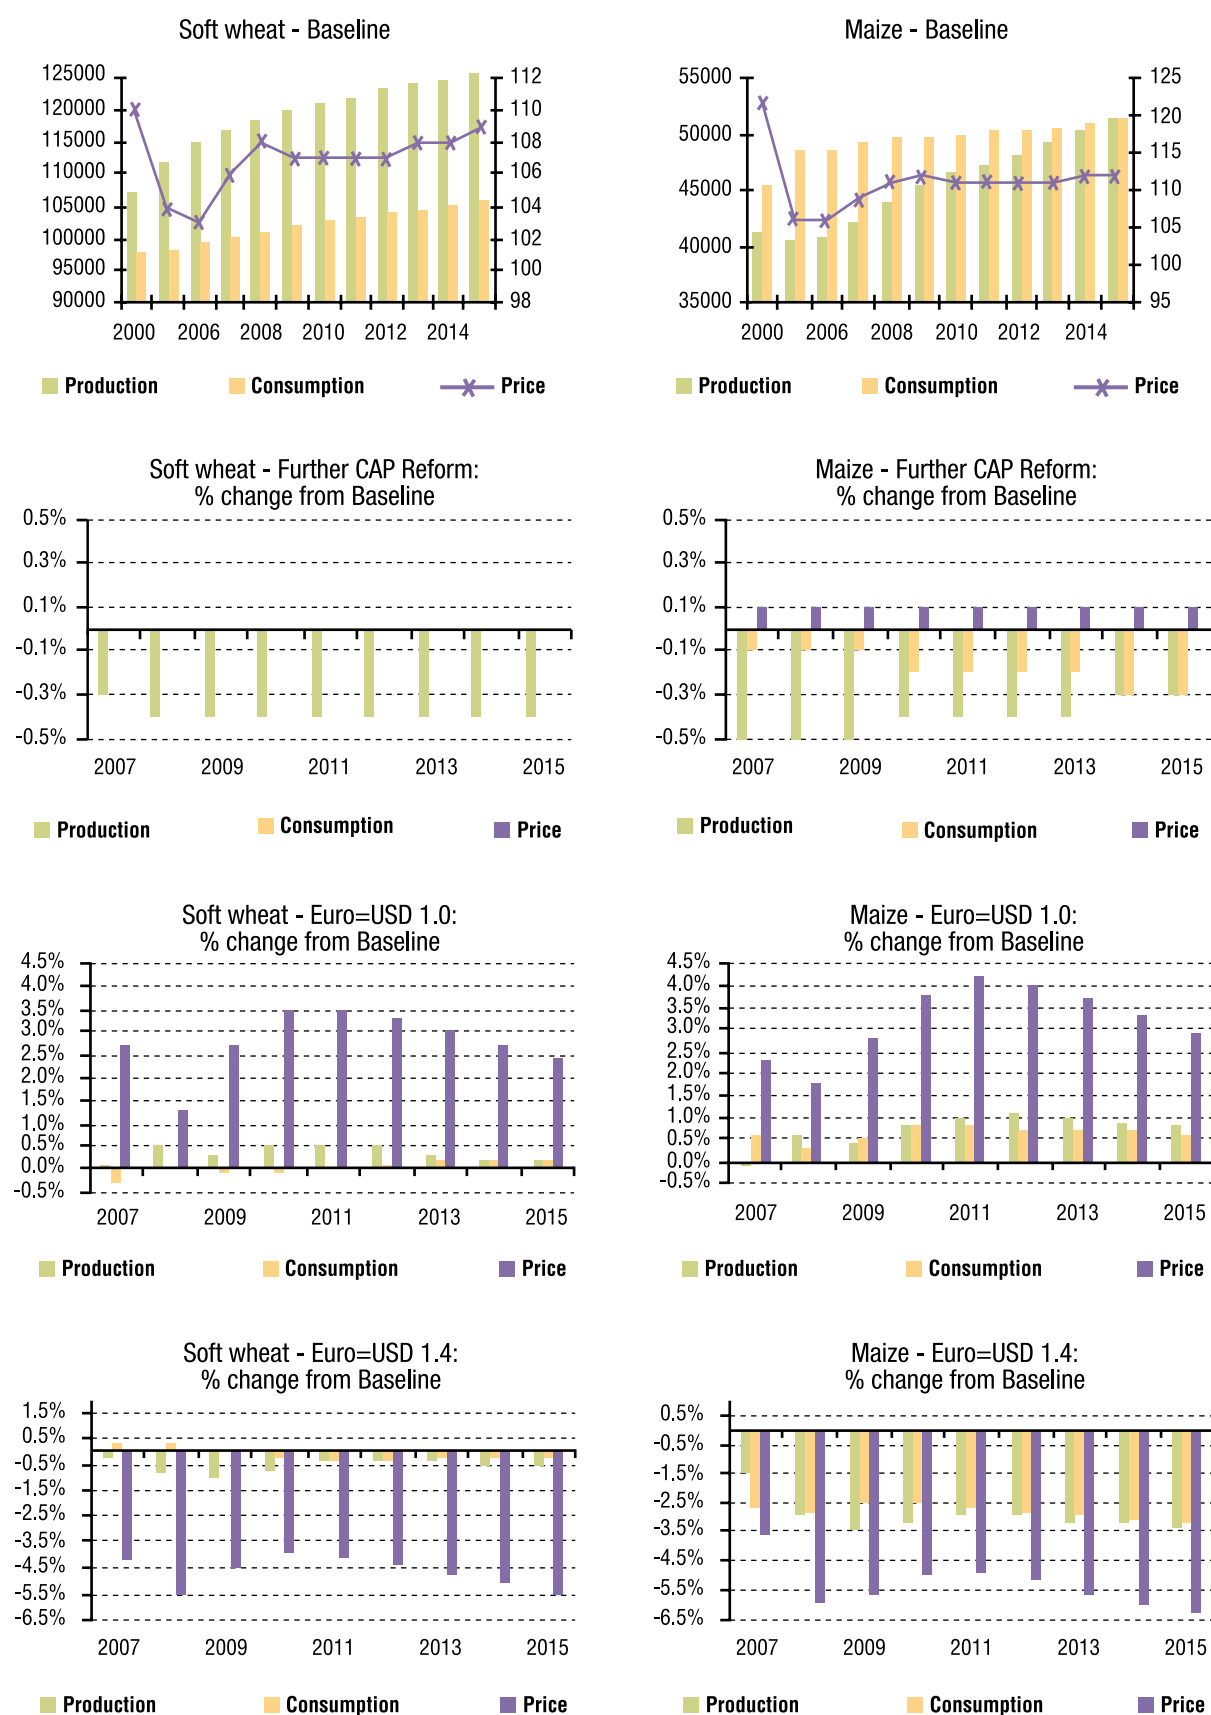 Soft wheat - Baseline
125000
120000
115000
110000
105000
100000
95000
90000
112
110
108
106
104
102
100
98
2000 2006 2008 2010 2012 2014
Production Consumption Price
Maize - Baseline
55000
50000
45000
40000
35000
125
120
115
110
105
100
95
2000 2006 2008 2010 2012 2014
Production Consumption Price
Soft wheat - Further CAP Reform:
% change from Baseline
0.5%
0.3%
0.1%
-0.1%
-0.3%
-0.5%
2007 2009 2011 2013 2015
Production Consumption Price
Maize - Further CAP Reform:
% change from Baseline
0.5%
0.3%
0.1%
-0.1%
-0.3%
-0.5%
2007 2009 2011 2013 2015
Production Consumption Price
Soft wheat - Euro=USD 1.0:
% change from Baseline
4.5%
4.0%
3.5%
3.0%
2.5%
2.0%
1.5%
1.0%
0.5%
0.0%
-0.5%
2007 2009 2011 2013 2015
Production Consumption Price
Maize - Euro=USD 1.0:
% change from Baseline
4.5%
4.0%
3.5%
3.0%
2.5%
2.0%
1.5%
1.0%
0.5%
0.0%
-0.5%
2007 2009 2011 2013 2015
Production Consumption Price
Soft wheat - Euro=USD 1.4:
% change from Baseline
1.5%
0.5%
-0.5%
-1.5%
-2.5%
-3.5%
-4.5%
-5.5%
-6.5%
2007 2009 2011 2013 2015
Production Consumption Price
Maize - Euro=USD 1.4:
% change from Baseline
0.5%
-0.5%
-1.5%
-2.5%
-3.5%
-4.5%
-5.5%
-6.5%
2007 2009 2011 2013 2015
Production Consumption Price